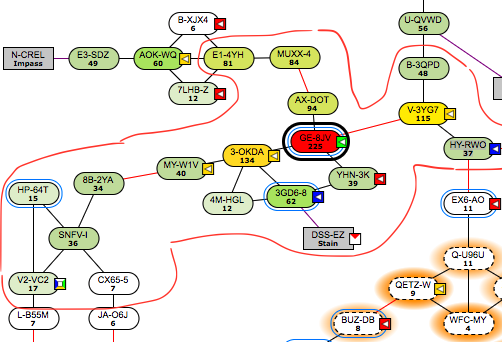 U-QVWD
56
B-XJX4
6
N-CREL
Impass
E3-SDZ
49
AOK-WQ
60
E1-4YH
81
MUXX-4
84
B-3QPD
48
7LHB-Z
12
AX-DOT
94
V-3YG7
115
GE-8JV
225
HY-RWO
37
3-OKDA
134
MY-W1V
40
YHN-3K
39
8B-2YA
34
HP-64T
15
4M-HGL
12
3GD6-8
62
EX6-AO
11
SNFV-I
36
DSS-EZ
Stain
Q-U96U
11
V2-VC2
17
CX65-5
7
QETZ-W
9
L-B55M
7
JA-O6J
6
BUZ-DB
8
WFC-MY
4